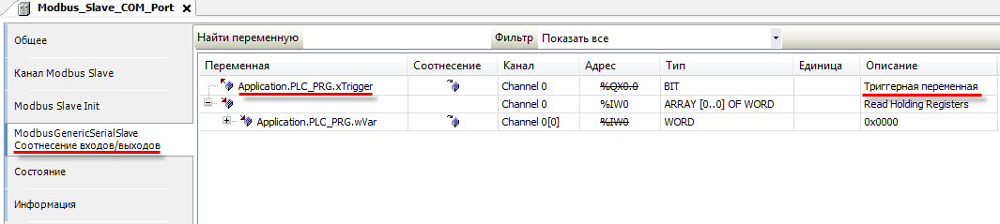 Modbus_Slave_COM_Port
Общее
Канал Modbus Slave
Modbus Slave Init
ModbusGenericSerialSlave
Соотнесение входов/выходов
Состояние
Информация
Найти переменную Фильтр Показать все
Переменная Соотнесение Канал Адрес Тип Единица Описание
Application.PLC_PRG.xTrigger Channel 0 %QX0.0 BIT Триггерная переменная
Channel 0 %IW0 ARRAY [0..0] OF WORD Read Holding Registers
Application.PLC_PRG.wVar Channel 0[0] %IW0 WORD 0x0000